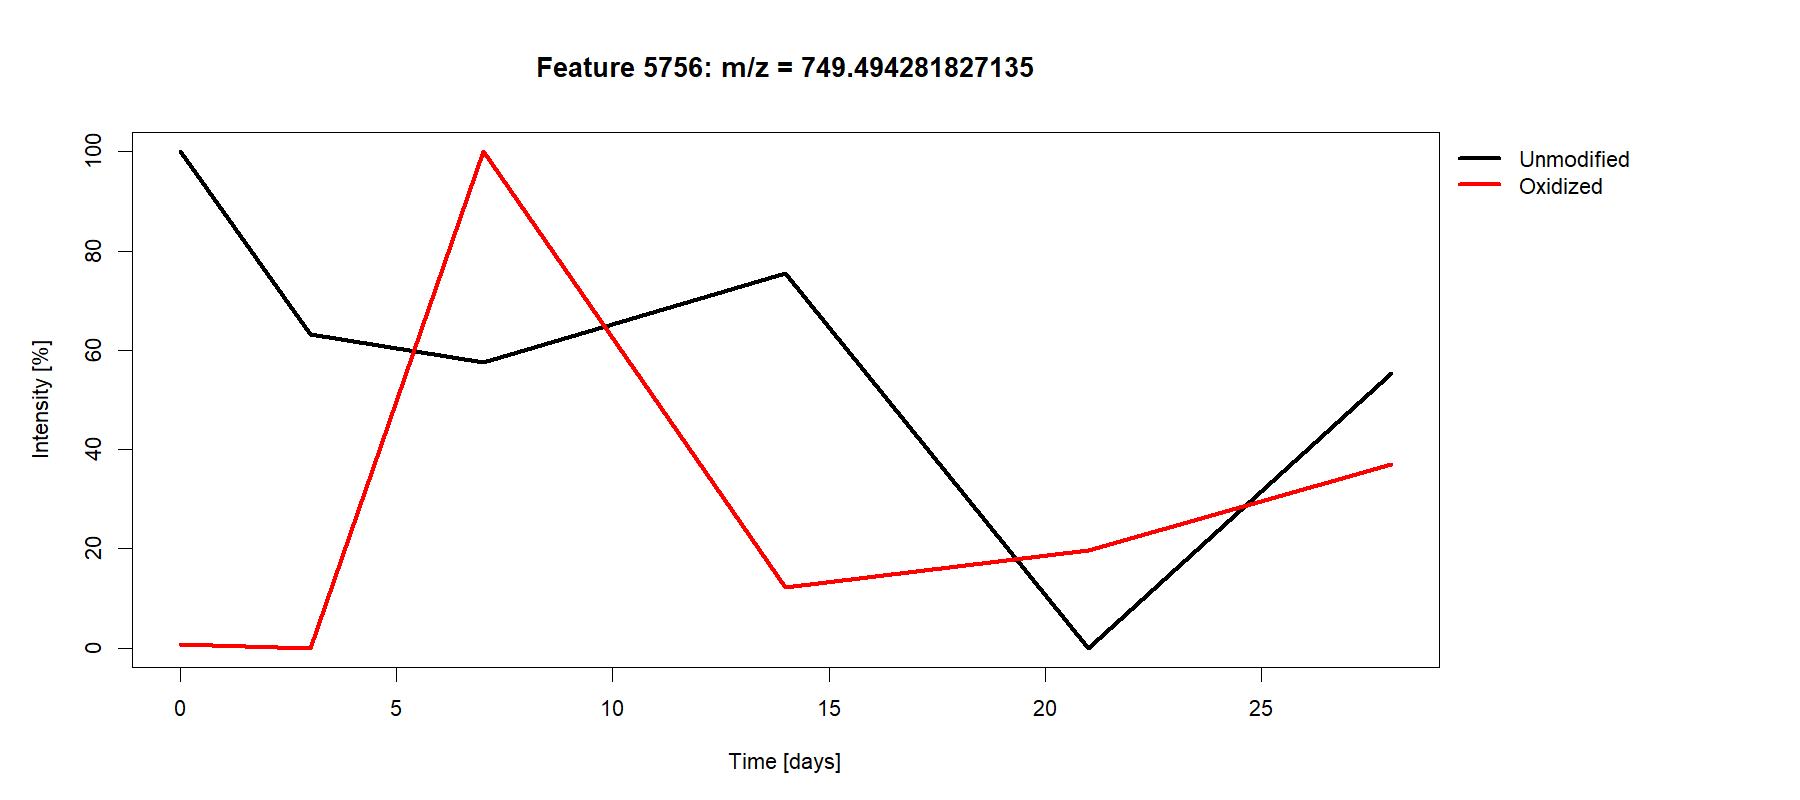 Feature 5756: m/z = 749.494281827135
Unmodified
Oxidized
Intensity [%]
100
80
60
40
20
0
0 5 10 15 20 25
Time [days]